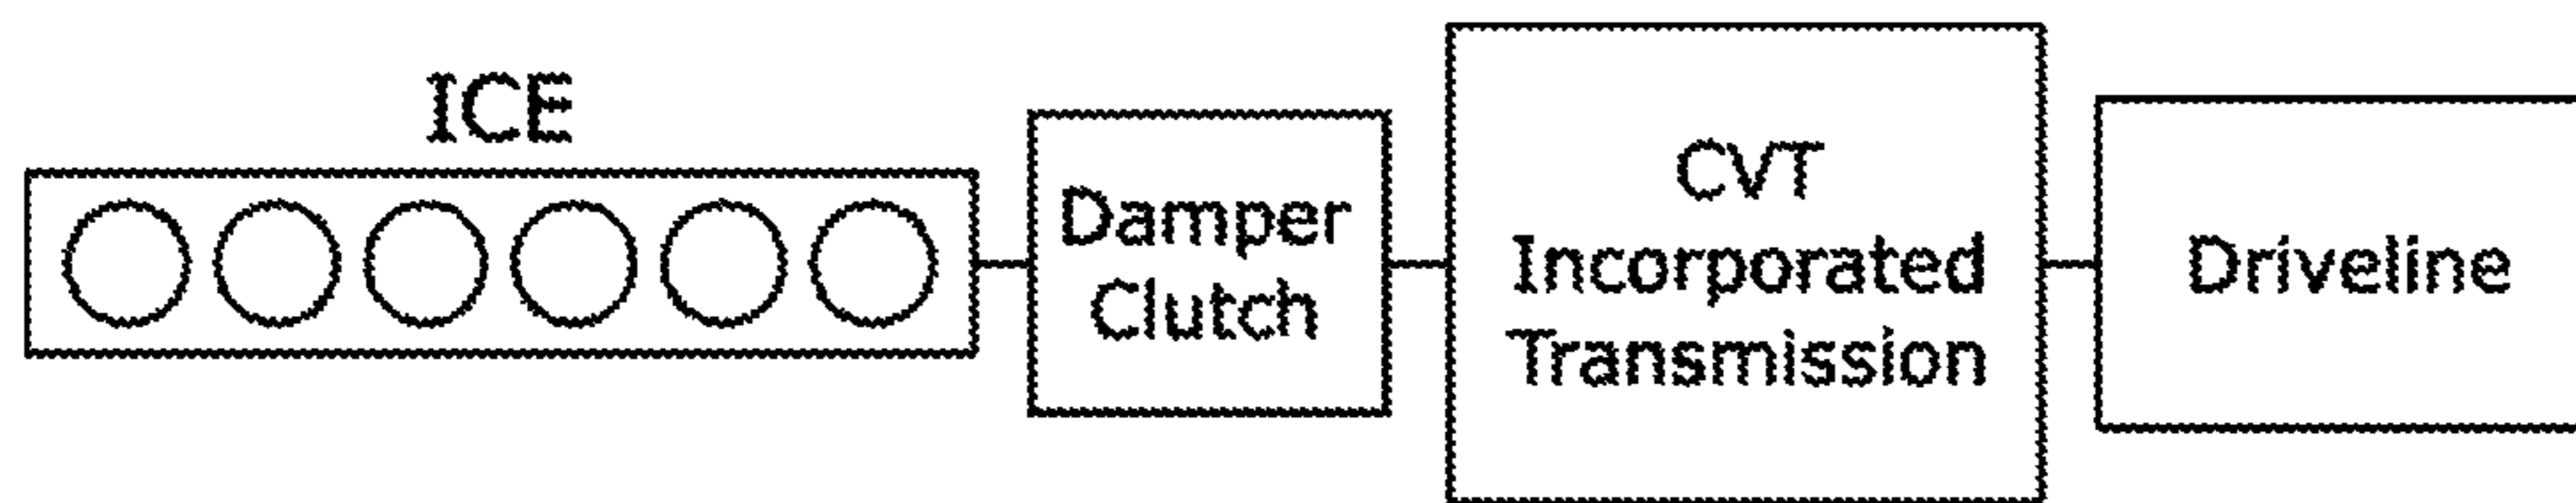 ICE
Damper
Clutch
CVT
Incorporated
Transmission
Driveline